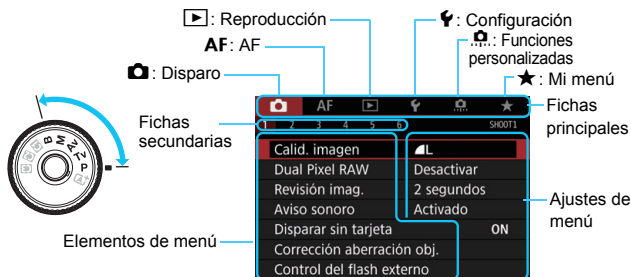 ▶: Reproducción
AF: AF
: Disparo
: Configuración
: Funciones
personalizadas
★: Mi menú
Fichas
principales
Fichas
secundarias
AF
1 2 3 4 5 6 SHOOT1
Calid. imagen L
Dual Pixel RAW Desactivar
Revisión imag. 2 segundos
Aviso sonoro Activado
Disparar sin tarjeta ON
Corrección aberración obj.
Control del flash externo
Elementos de menú
Ajustes de
menú
B M Av Tv P
A+